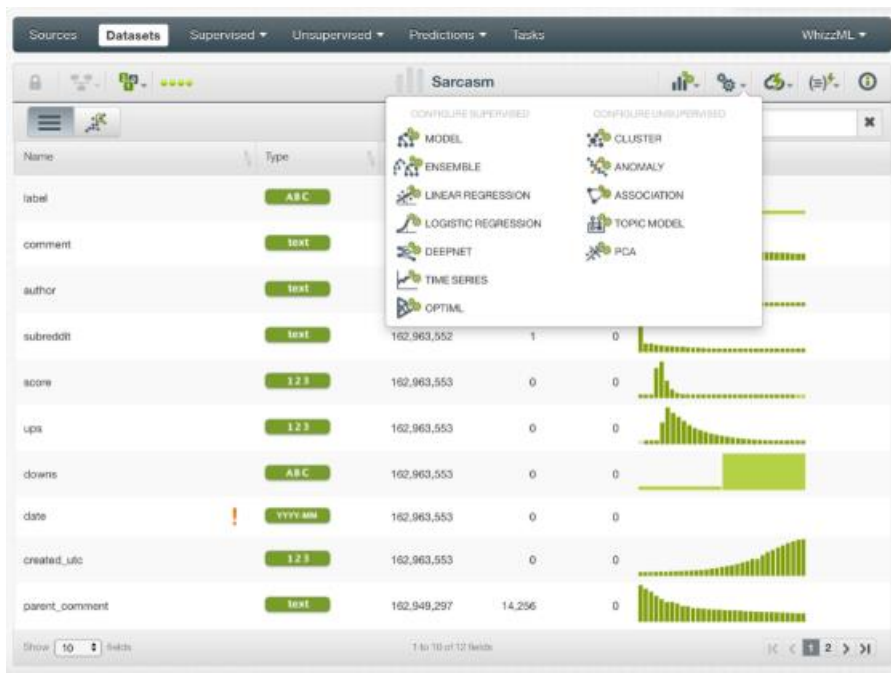 Sources Datasets Supervised Unsupervised Predictions Tasks WhizzML
Sarcasm
CONFIGURE SUPERVISED CONFIGURE UNSUPERVISED
MODEL CLUSTER
ENSEMBLE ANOMALY
LINEAR REGRESSION ASSOCIATION
LOGISTIC REGRESSION TOPIC MODEL
DEEPNET PCA
TIME SERIES
OPTIML
Name Type
label ABC
comment text
author text
subreddit text 162,963,552 1 0
score 123 162,963,553 0 0
ups 123 162,963,553 0 0
downs ABC 162,963,553 0 0
date ! YYYY-MM 162,963,553 0 0
created_utc 123 162,963,553 0 0
parent_comment text 162,949,297 14,256 0
Show 10 fields 1 to 10 of 12 fields 1 2